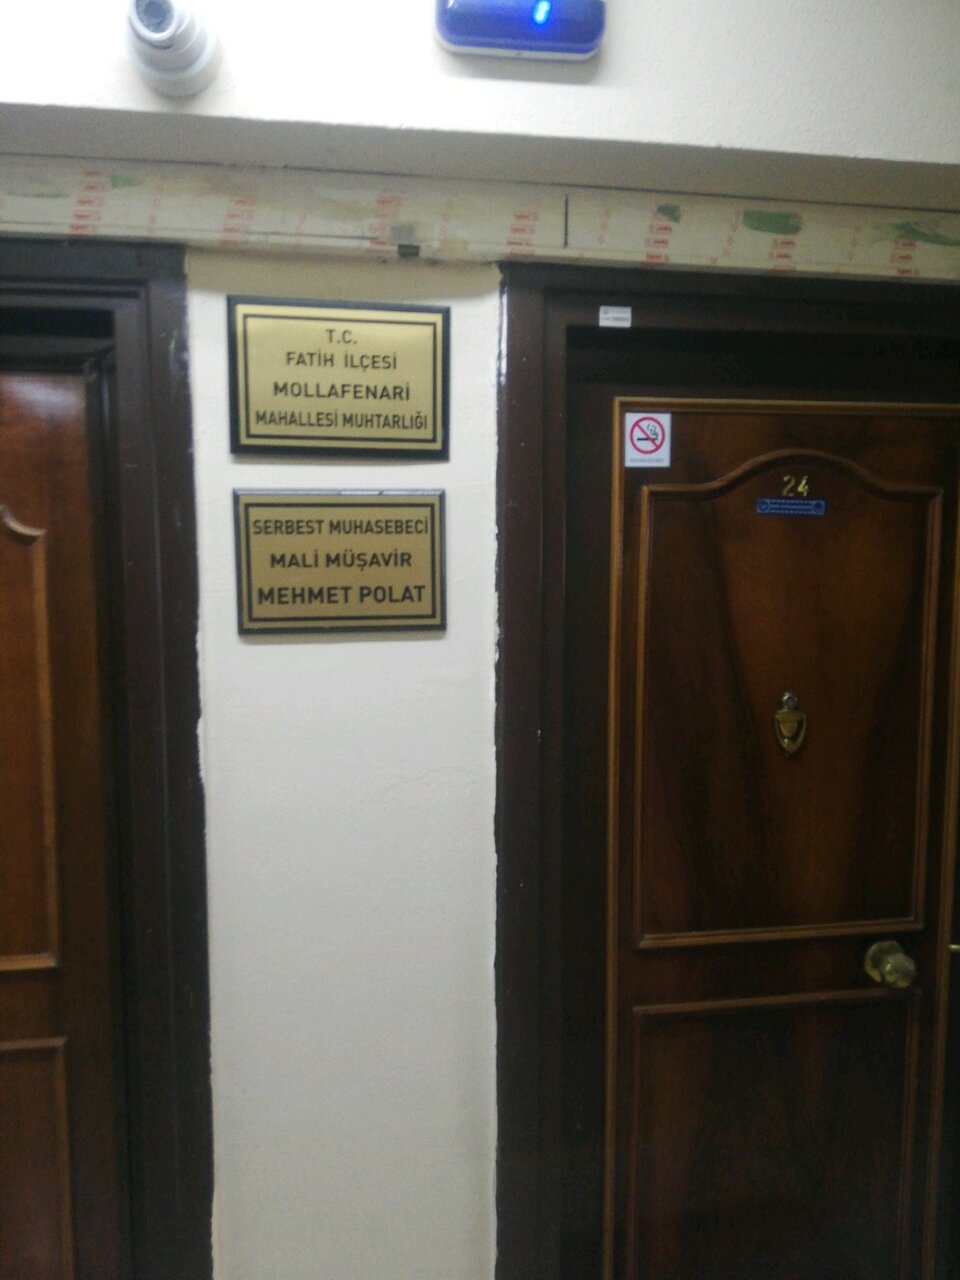 T.C.
FATİH İLÇESİ
MOLLAFENARİ
MAHALLESİ MUHTARLIĞI
SERBEST MUHASEBECİ
MALİ MÜŞAVİR
MEHMET POLAT
24